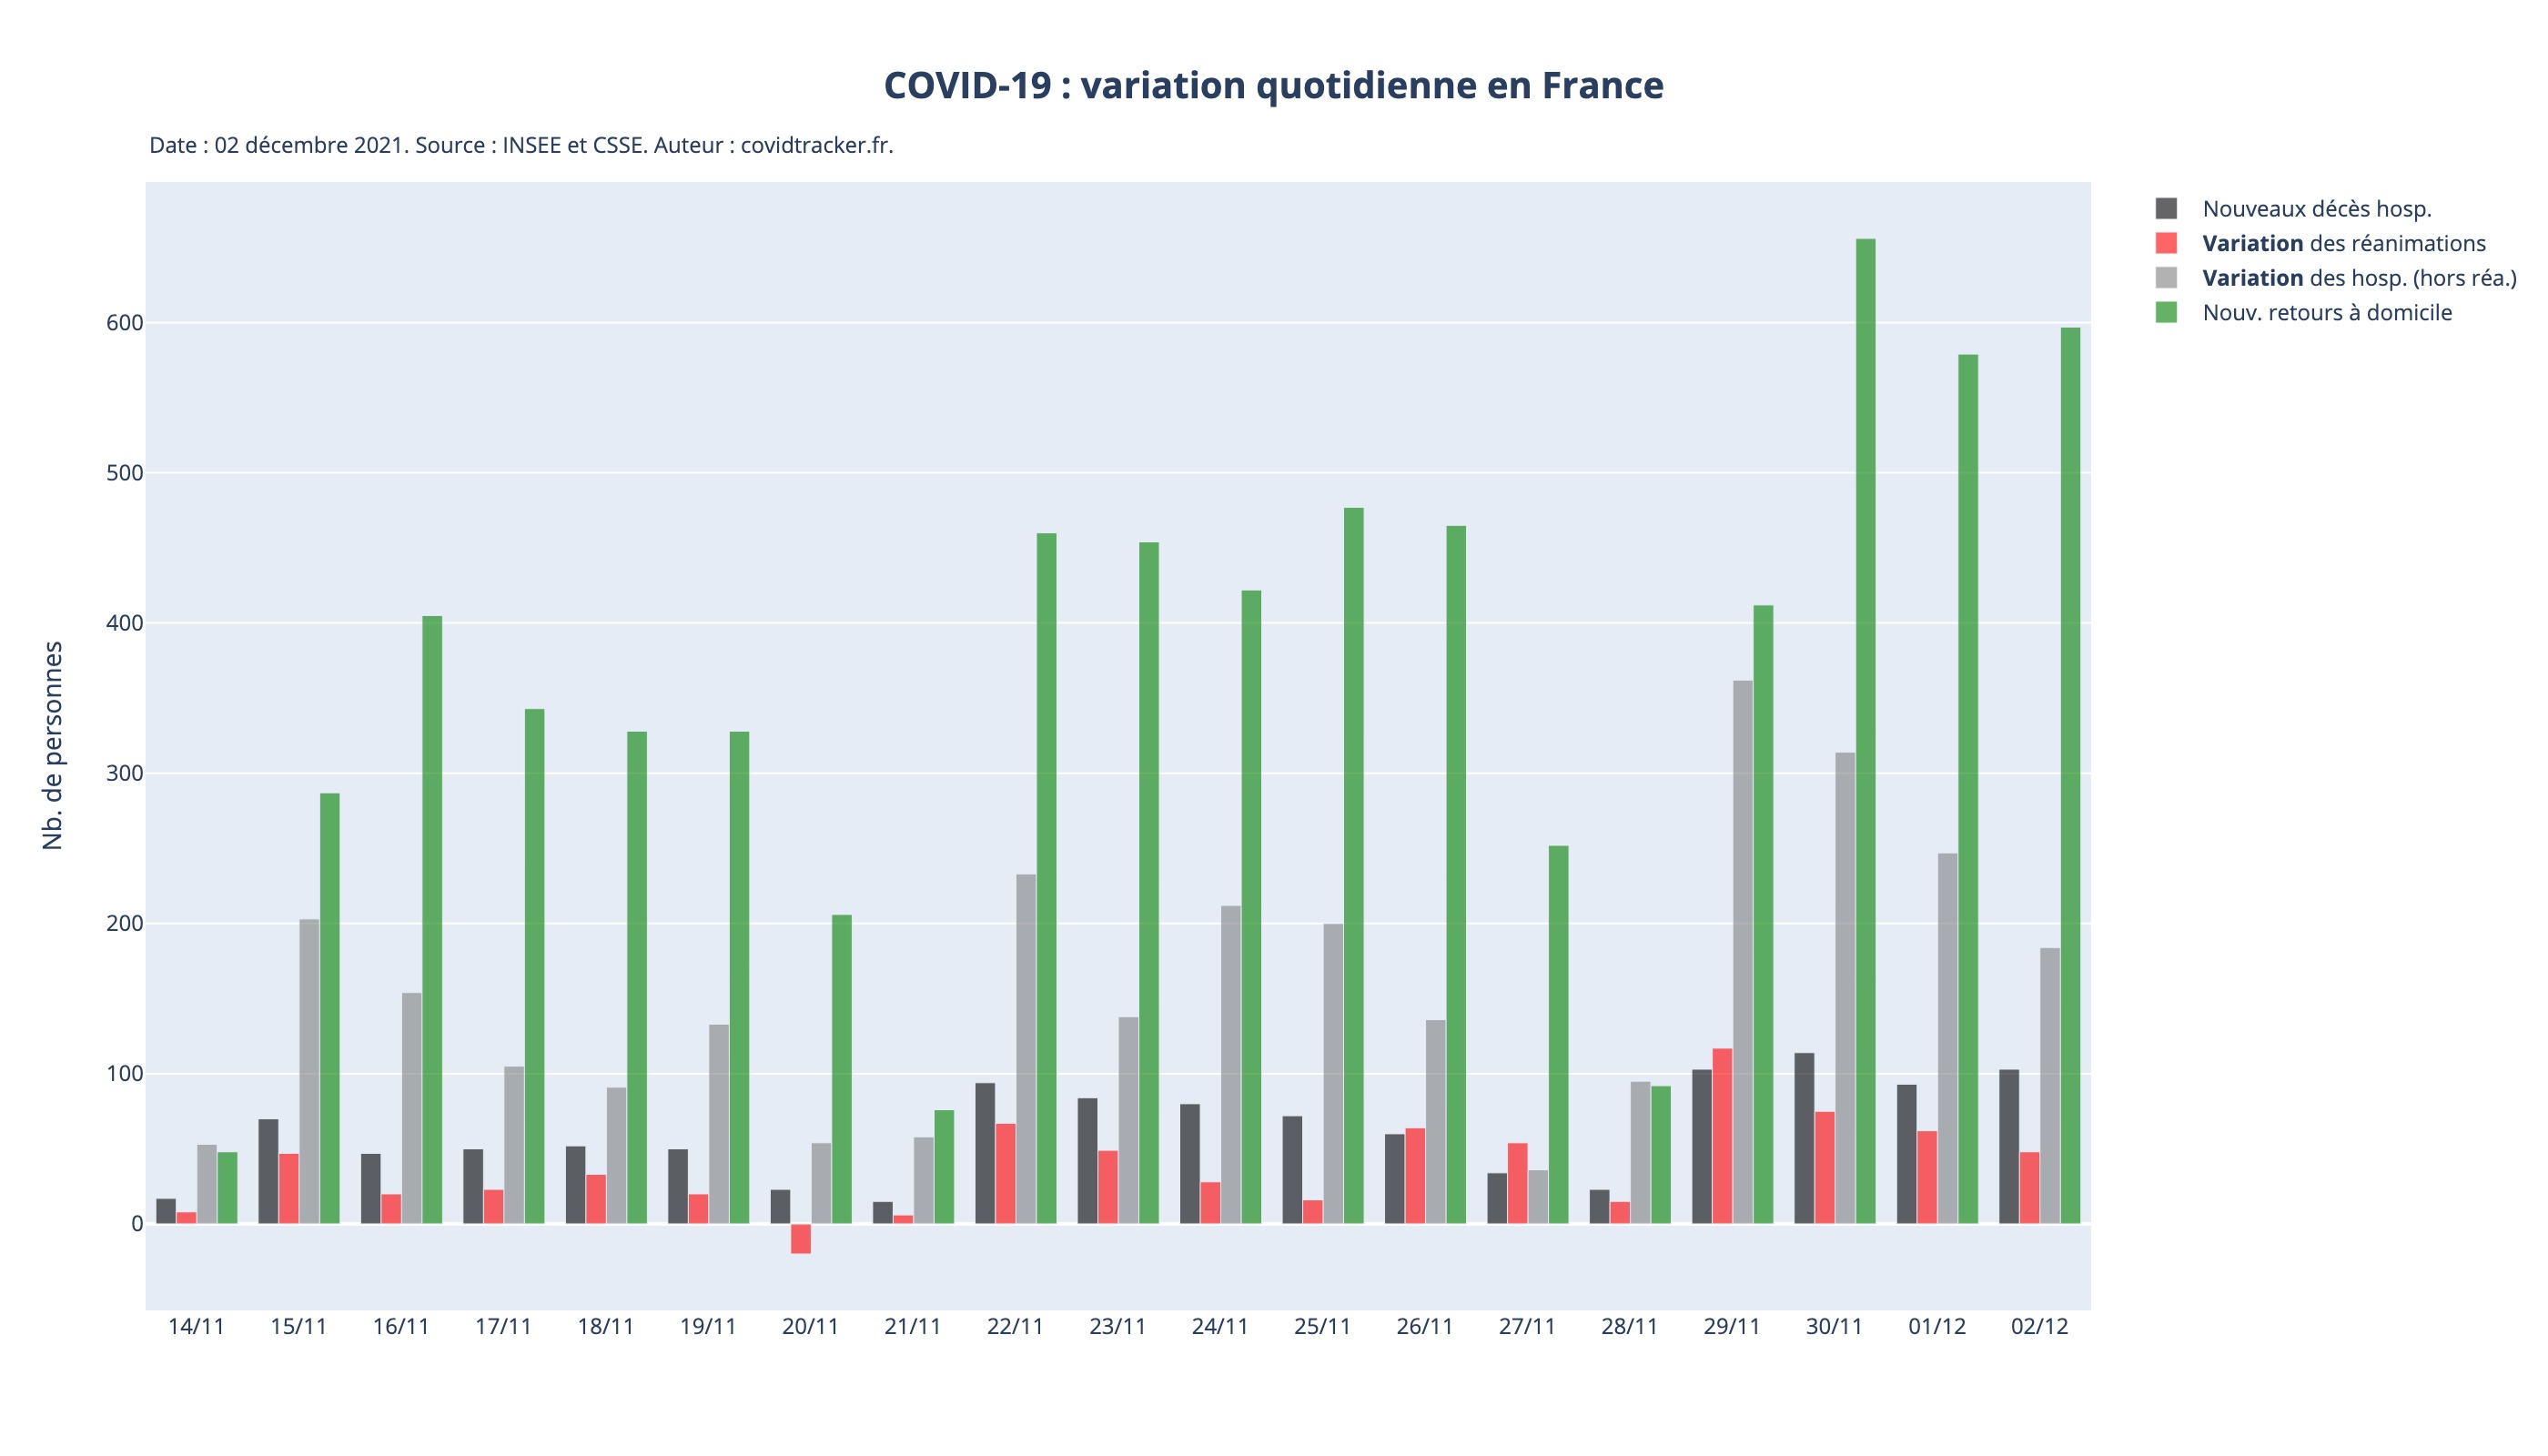 COVID-19 : variation quotidienne en France
Date : 02 décembre 2021. Source : INSEE et CSSE. Auteur : covidtracker.fr.
Nouveaux décès hosp.
Variation des réanimations
Variation des hosp. (hors réa.)
Nouv. retours à domicile
Nb. de personnes
600
500
400
300
200
100
0
14/11 15/11 16/11 17/11 18/11 19/11 20/11 21/11 22/11 23/11 24/11 25/11 26/11 27/11 28/11 29/11 30/11 01/12 02/12